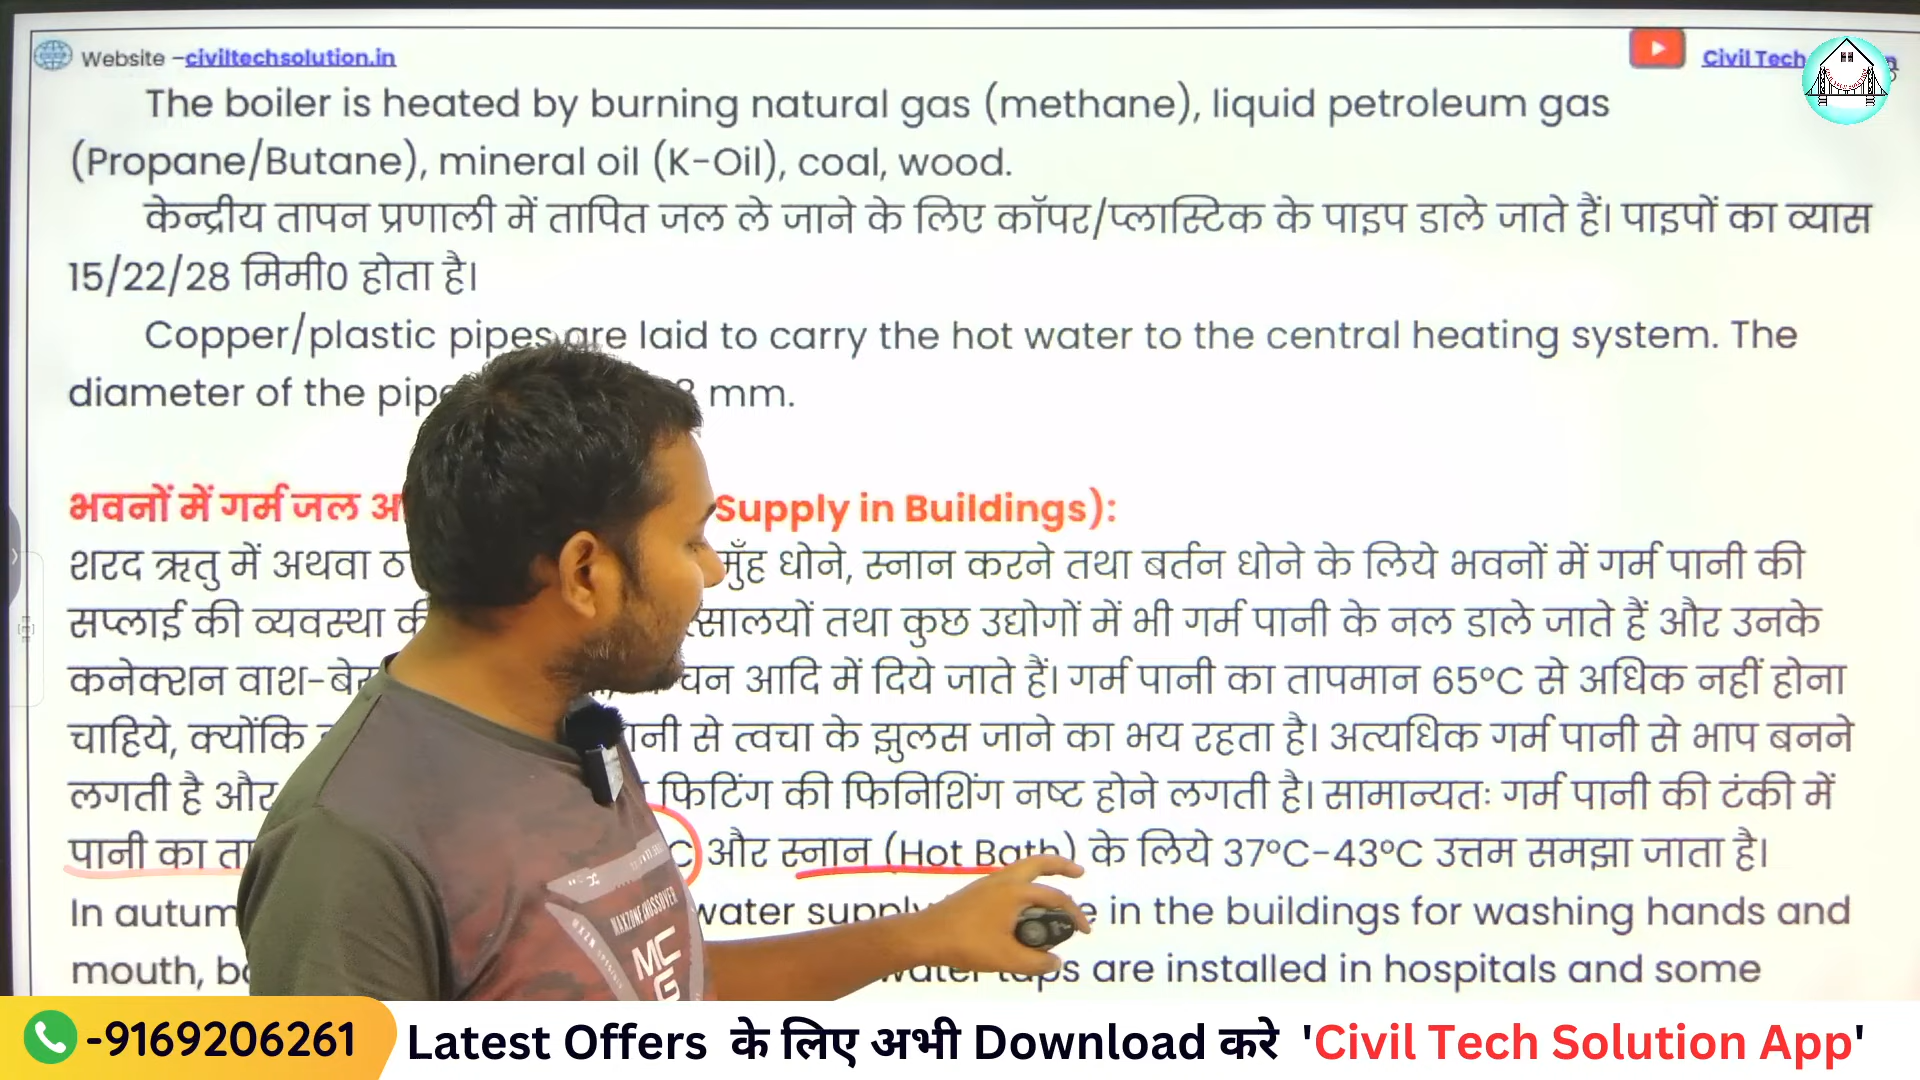 Website –civiltechsolution.in
Civil Tech
The boiler is heated by burning natural gas (methane), liquid petroleum gas
(Propane/Butane), mineral oil (K-Oil), coal, wood.
केन्द्रीय तापन प्रणाली में तापित जल ले जाने के लिए कॉपर/प्लास्टिक के पाइप डाले जाते हैं। पाइपों का व्यास
15/22/28 मिमी0 होता है।
Copper/plastic pipes are laid to carry the hot water to the central heating system. The
diameter of the mm.
भवनों में गर्म जल Supply in Buildings):
शरद ऋतु में अथवा मुँह धोने, स्नान करने तथा बर्तन धोने के लिये भवनों में गर्म पानी की
सप्लाई की व्यवस्था तथा कुछ उद्योगों में भी गर्म पानी के नल डाले जाते हैं और उनके
कनेक्शन आदि में दिये जाते हैं। गर्म पानी का तापमान 65°C से अधिक नहीं होना
चाहिये, क्योंकि से त्वचा के झुलस जाने का भय रहता है। अत्यधिक गर्म पानी से भाप बनने
लगती है और फिटिंग की फिनिशिंग नष्ट होने लगती है। सामान्यतः गर्म पानी की टंकी में
पानी का और स्नान (Hot Bath) के लिये 37°C-43°C उत्तम समझा जाता है।
In water supply in the buildings for washing hands and
mouth, water taps are installed in hospitals and some
MAXZONE CROSSOVER
MC
G
-9169206261 Latest Offers के लिए अभी Download करे 'Civil Tech Solution App'